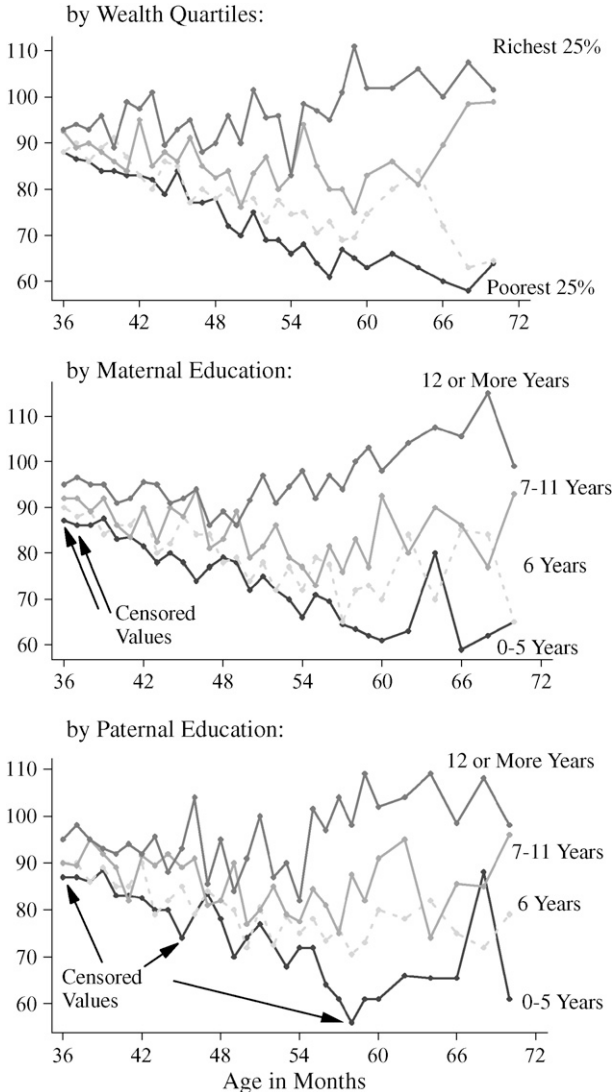 by Wealth Quartiles:
110
Richest 25%
100
90
80
70
60
Poorest 25%
36 42 48 54 60 66 72
by Maternal Education:
12 or More Years
110
100
7-11 Years
90
80
6 Years
70
Censored
Values
60
0-5 Years
36 42 48 54 60 66 72
by Paternal Education:
12 or More Years
110
100
7-11 Years
90
6 Years
80
70
Censored
Values
60
0-5 Years
36 42 48 54 60 66 72
Age in Months